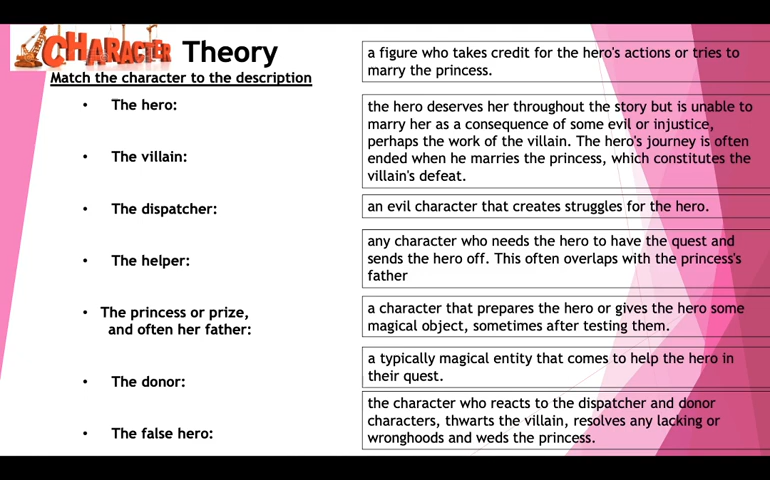 CHARACTER Theory
Match the character to the description
• The hero:
• The villain:
• The dispatcher:
• The helper:
• The princess or prize,
and often her father:
• The donor:
• The false hero:
a figure who takes credit for the hero's actions or tries to
marry the princess.
the hero deserves her throughout the story but is unable to
marry her as a consequence of some evil or injustice,
perhaps the work of the villain. The hero's journey is often
ended when he marries the princess, which constitutes the
villain's defeat.
an evil character that creates struggles for the hero.
any character who needs the hero to have the quest and
sends the hero off. This often overlaps with the princess's
father
a character that prepares the hero or gives the hero some
magical object, sometimes after testing them.
a typically magical entity that comes to help the hero in
their quest.
the character who reacts to the dispatcher and donor
characters, thwarts the villain, resolves any lacking or
wronghoods and weds the princess.